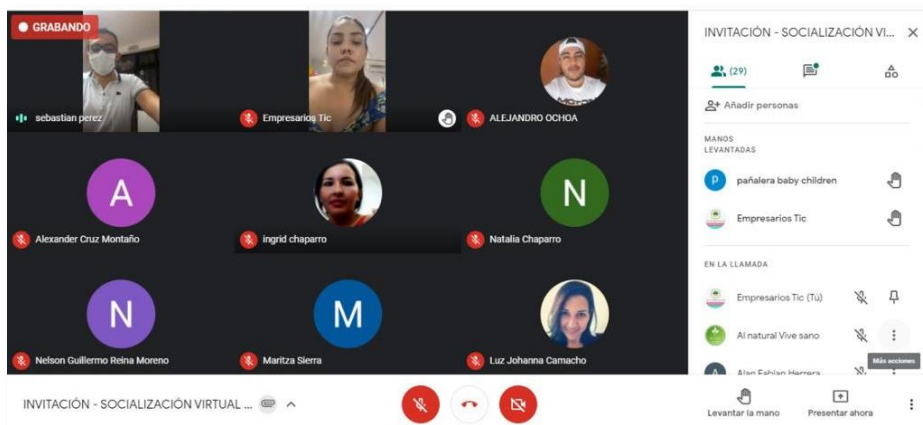 GRABANDO
sebastian perez
Empresarios Tic
ALEJANDRO OCHOA
A
Alexander Cruz Montaño
ingrid chaparro
N
Natalia Chaparro
N
Nelson Guillermo Reina Moreno
M
Maritza Sierra
Luz Johanna Camacho
INVITACIÓN - SOCIALIZACIÓN VIRTUAL ...
INVITACIÓN - SOCIALIZACIÓN VI...
(29)
Añadir personas
MANOS
LEVANTADAS
p
pañalera baby children
Empresarios Tic
EN LA LLAMADA
Empresarios Tic (Tú)
Al natural Vive sano
Más acciones
A
Alan Fabian Herrera
Levantar la mano
Presentar ahora